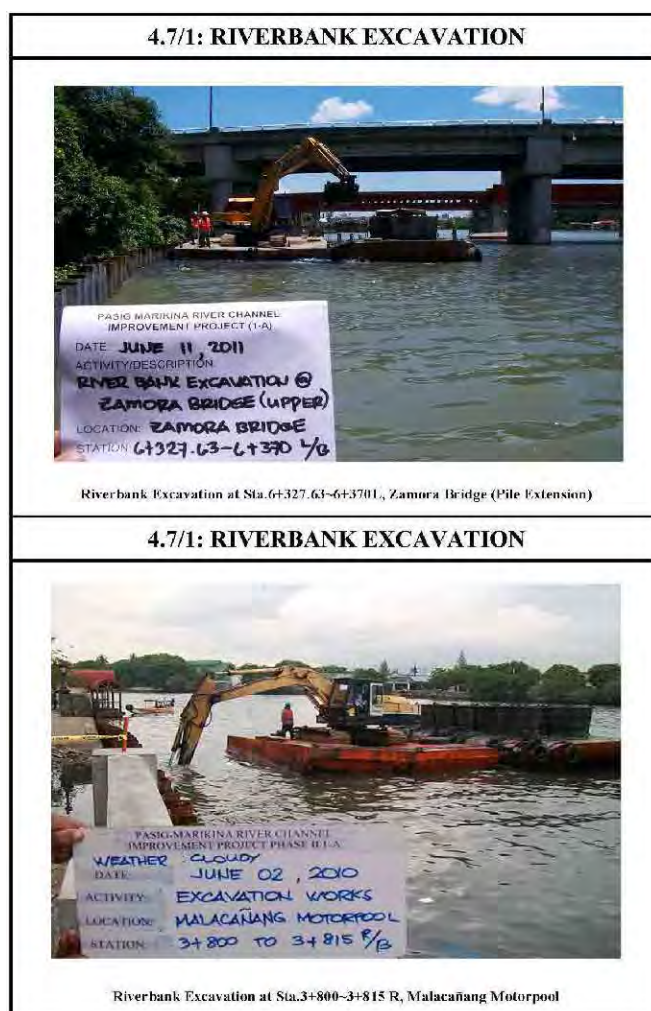 4.7/1: RIVERBANK EXCAVATION
PASIG MARIKINA RIVER CHANNEL
IMPROVEMENT PROJECT (1-A)
DATE JUNE 11, 2011
ACTIVITY/DESCRIPTION
RIVER BANK EXCAVATION @
ZAMORA BRIDGE (UPPER)
LOCATION: ZAMORA BRIDGE
STATION 6+327.63-6+370 L/B
Riverbank Excavation at Sta.6+327.63~6+370L, Zamora Bridge (Pile Extension)
4.7/1: RIVERBANK EXCAVATION
PASIG-MARIKINA RIVER CHANNEL
IMPROVEMENT PROJECT PHASE II 1-A
WEATHER: CLOUDY
DATE: JUNE 02, 2010
ACTIVITY: EXCAVATION WORKS
LOCATION: MALACAÑANG MOTORPOOL
STATION: 3+800 TO 3+815 R/B
Riverbank Excavation at Sta.3+800~3+815 R, Malacañang Motorpool